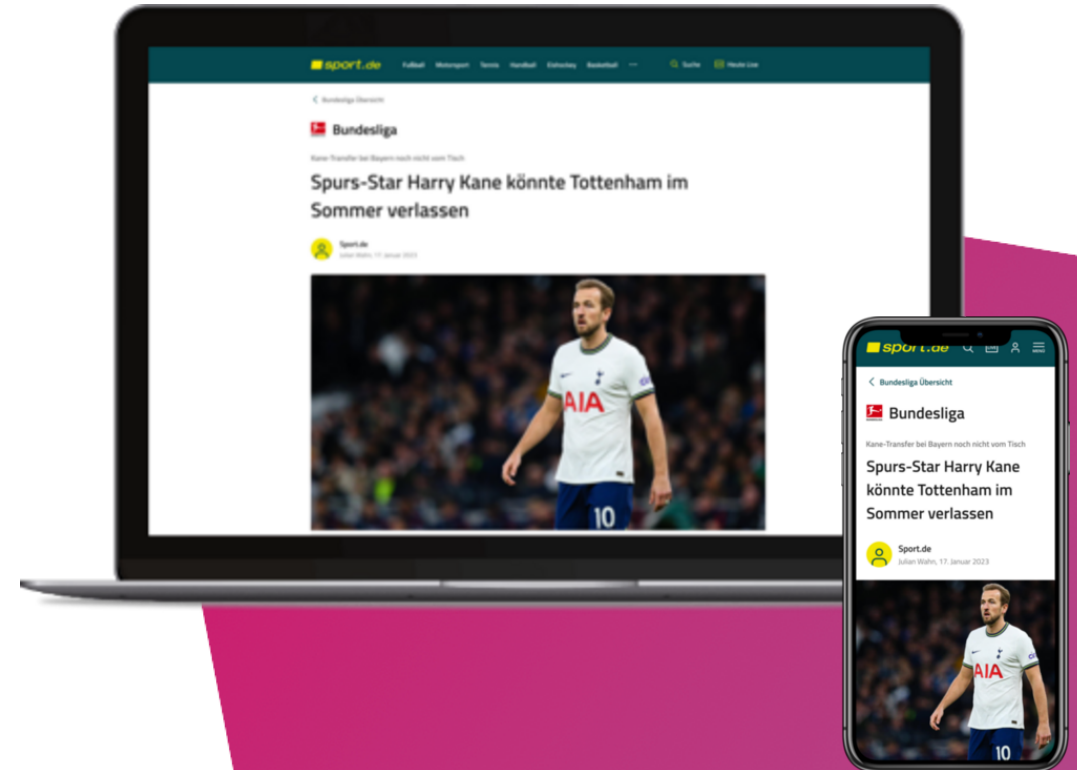 sport.de
Fußball Motorsport Tennis Handball Eishockey Basketball ··· Suche Heute Live
Bundesliga Übersicht
Bundesliga
Kane-Transfer bei Bayern noch nicht vom Tisch
Spurs-Star Harry Kane könnte Tottenham im
Sommer verlassen
Sport.de
Julian Wahn, 17. Januar 2023
AIA
10
sport.de
MENÜ
Bundesliga Übersicht
Bundesliga
Kane-Transfer bei Bayern noch nicht vom Tisch
Spurs-Star Harry Kane
könnte Tottenham im
Sommer verlassen
Sport.de
Julian Wahn, 17. Januar 2023
AIA
10